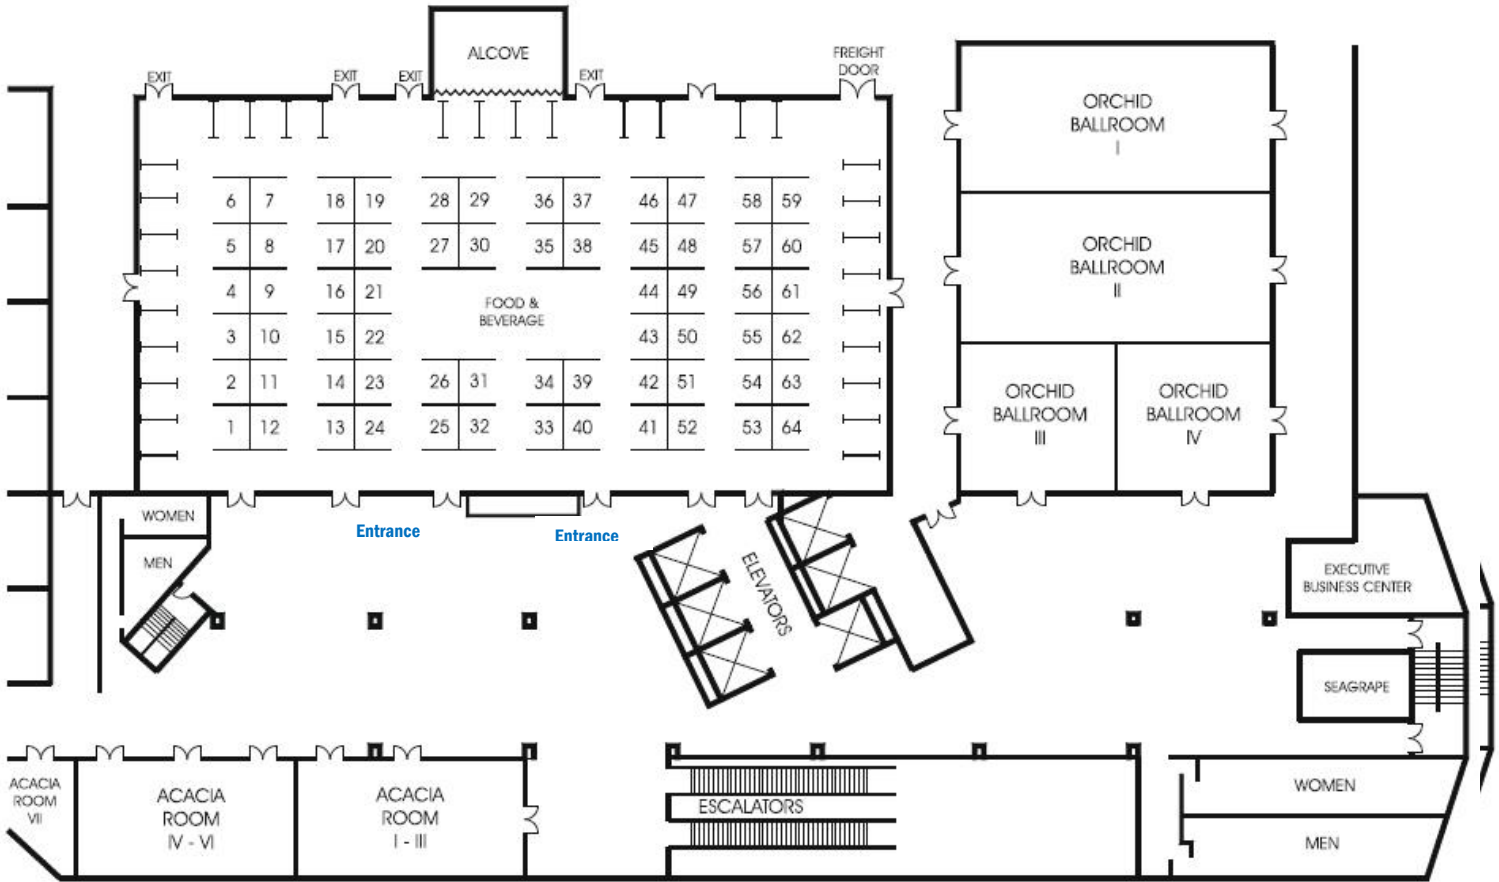 ALCOVE
FREIGHT
DOOR
EXIT
EXIT
EXIT
EXIT
ORCHID
BALLROOM
I
6 7 18 19 28 29 36 37 46 47 58 59
5 8 17 20 27 30 35 38 45 48 57 60
ORCHID
BALLROOM
II
4 9 16 21 44 49 56 61
FOOD &
BEVERAGE
3 10 15 22 43 50 55 62
2 11 14 23 26 31 34 39 42 51 54 63
1 12 13 24 25 32 33 40 41 52 53 64
ORCHID
BALLROOM
III
ORCHID
BALLROOM
IV
WOMEN
MEN
Entrance
Entrance
ELEVATORS
EXECUTIVE
BUSINESS CENTER
SEAGRAPE
ACACIA
ROOM
VII
ACACIA
ROOM
IV - VI
ACACIA
ROOM
I - III
ESCALATORS
WOMEN
MEN